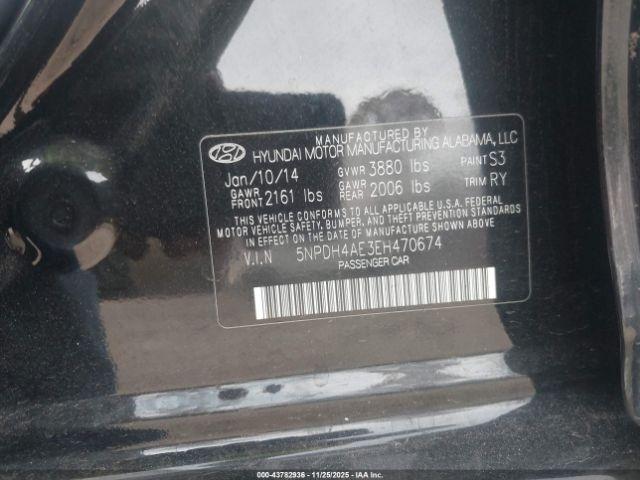 MANUFACTURED BY
HYUNDAI MOTOR MANUFACTURING ALABAMA, LLC
Jan/10/14 GVWR 3880 lbs PAINT S3
GAWR FRONT 2161 lbs GAWR REAR 2006 lbs TRIM RY
THIS VEHICLE CONFORMS TO ALL APPLICABLE U.S.A. FEDERAL
MOTOR VEHICLE SAFETY, BUMPER, AND THEFT PREVENTION STANDARDS
IN EFFECT ON THE DATE OF MANUFACTURE SHOWN ABOVE
V.I.N 5NPDH4AE3EH470674
PASSENGER CAR
000-43782936 - 11/25/2025 - IAA Inc.